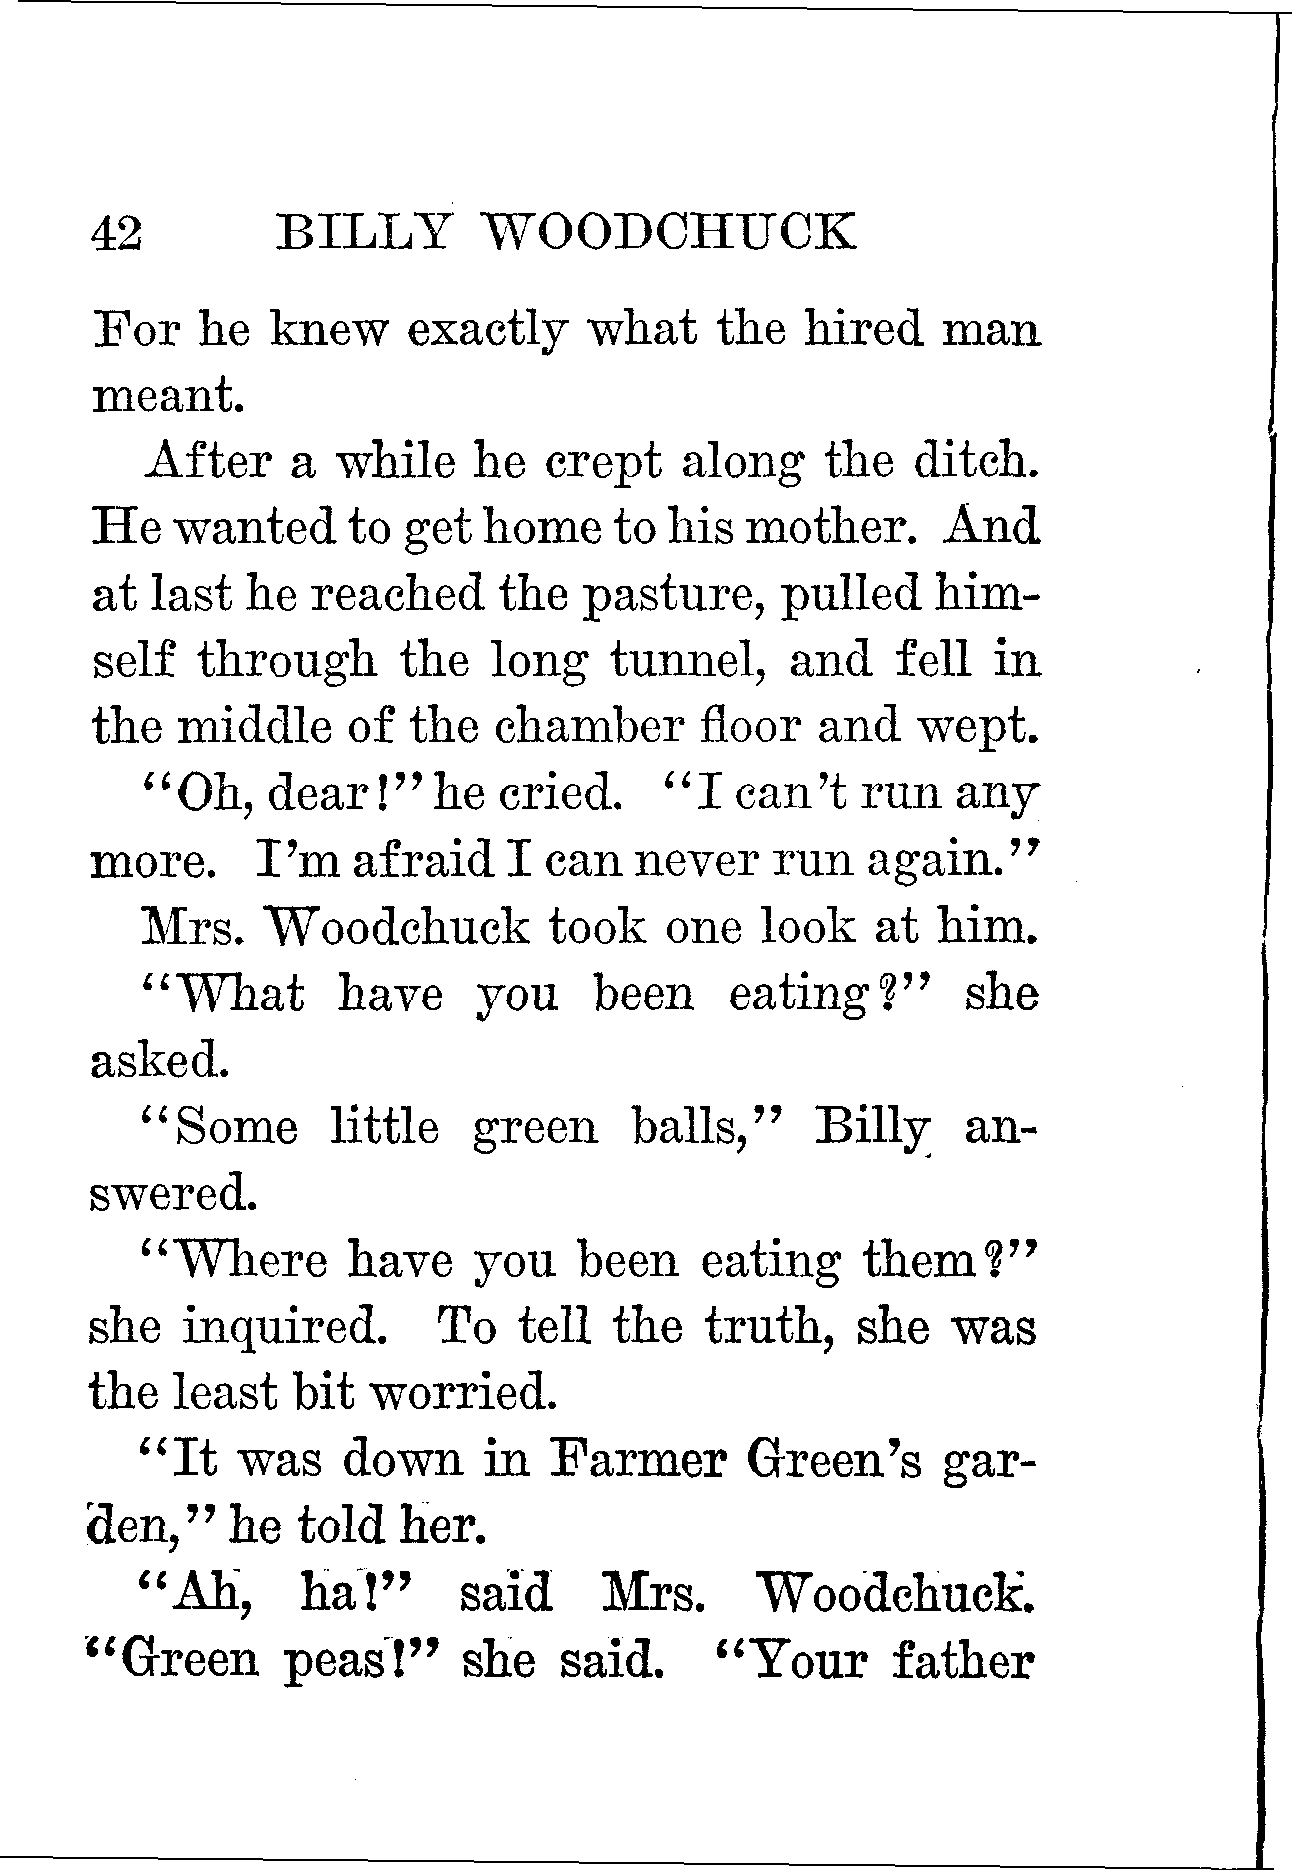 42 BILLY WOODCHUCK
For he knew exactly what the hired man
meant.
After a while he crept along the ditch.
He wanted to get home to his mother. And
at last he reached the pasture, pulled him-
self through the long tunnel, and fell in
the middle of the chamber floor and wept.
“Oh, dear!” he cried. “I can’t run any
more. I’m afraid I can never run again.”
Mrs. Woodchuck took one look at him.
“What have you been eating?” she
asked.
“Some little green balls,” Billy an-
swered.
“Where have you been eating them?”
she inquired. To tell the truth, she was
the least bit worried.
“It was down in Farmer Green’s gar-
den,” he told her.
“Ah, ha!” said Mrs. Woodchuck.
“Green peas!” she said. “Your father